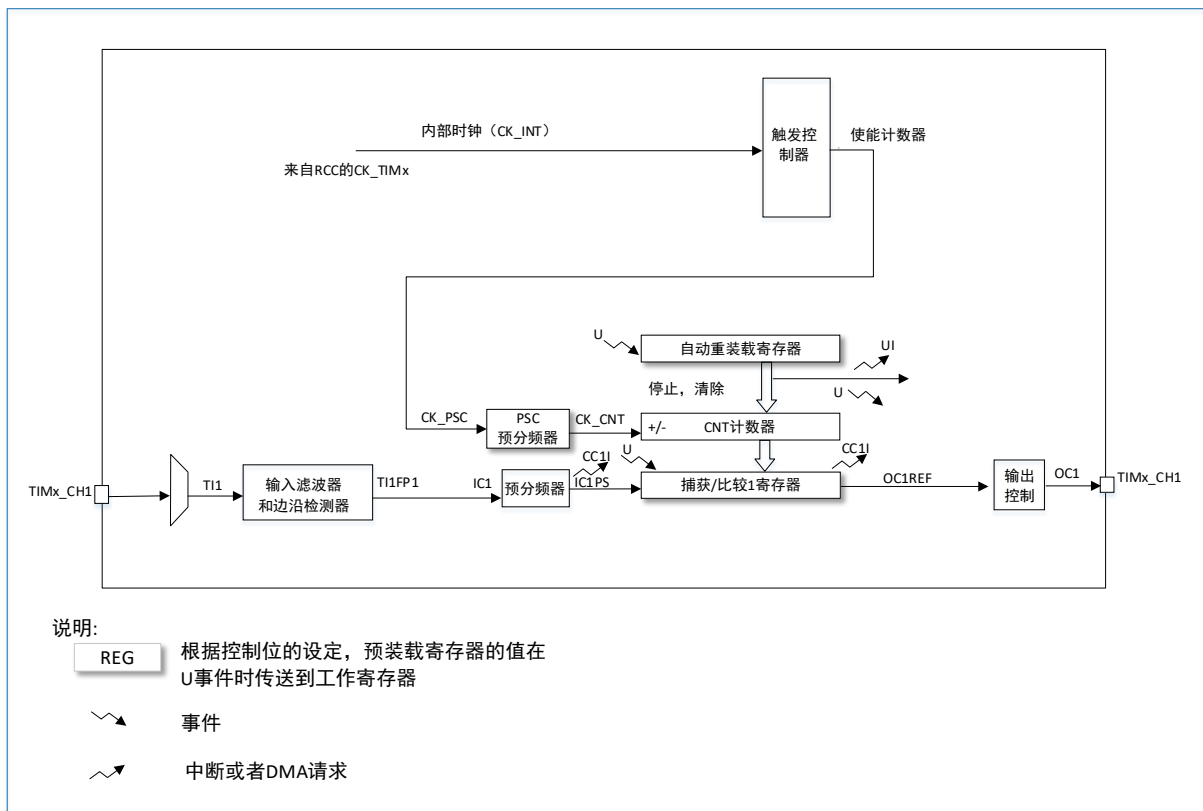 内部时钟（CK_INT）
来自RCC的CK_TIMx
触发控
制器
使能计数器
U
自动重装载寄存器
UI
停止，清除
U
CK_PSC
PSC
预分频器
CK_CNT
+/-
CNT计数器
CC1I
U
CC1I
TIMx_CH1
TI1
输入滤波器
和边沿检测器
TI1FP1
IC1
预分频器
IC1PS
捕获/比较1寄存器
OC1REF
输出
控制
OC1
TIMx_CH1
说明:
REG
根据控制位的设定，预装载寄存器的值在
U事件时传送到工作寄存器
事件
中断或者DMA请求